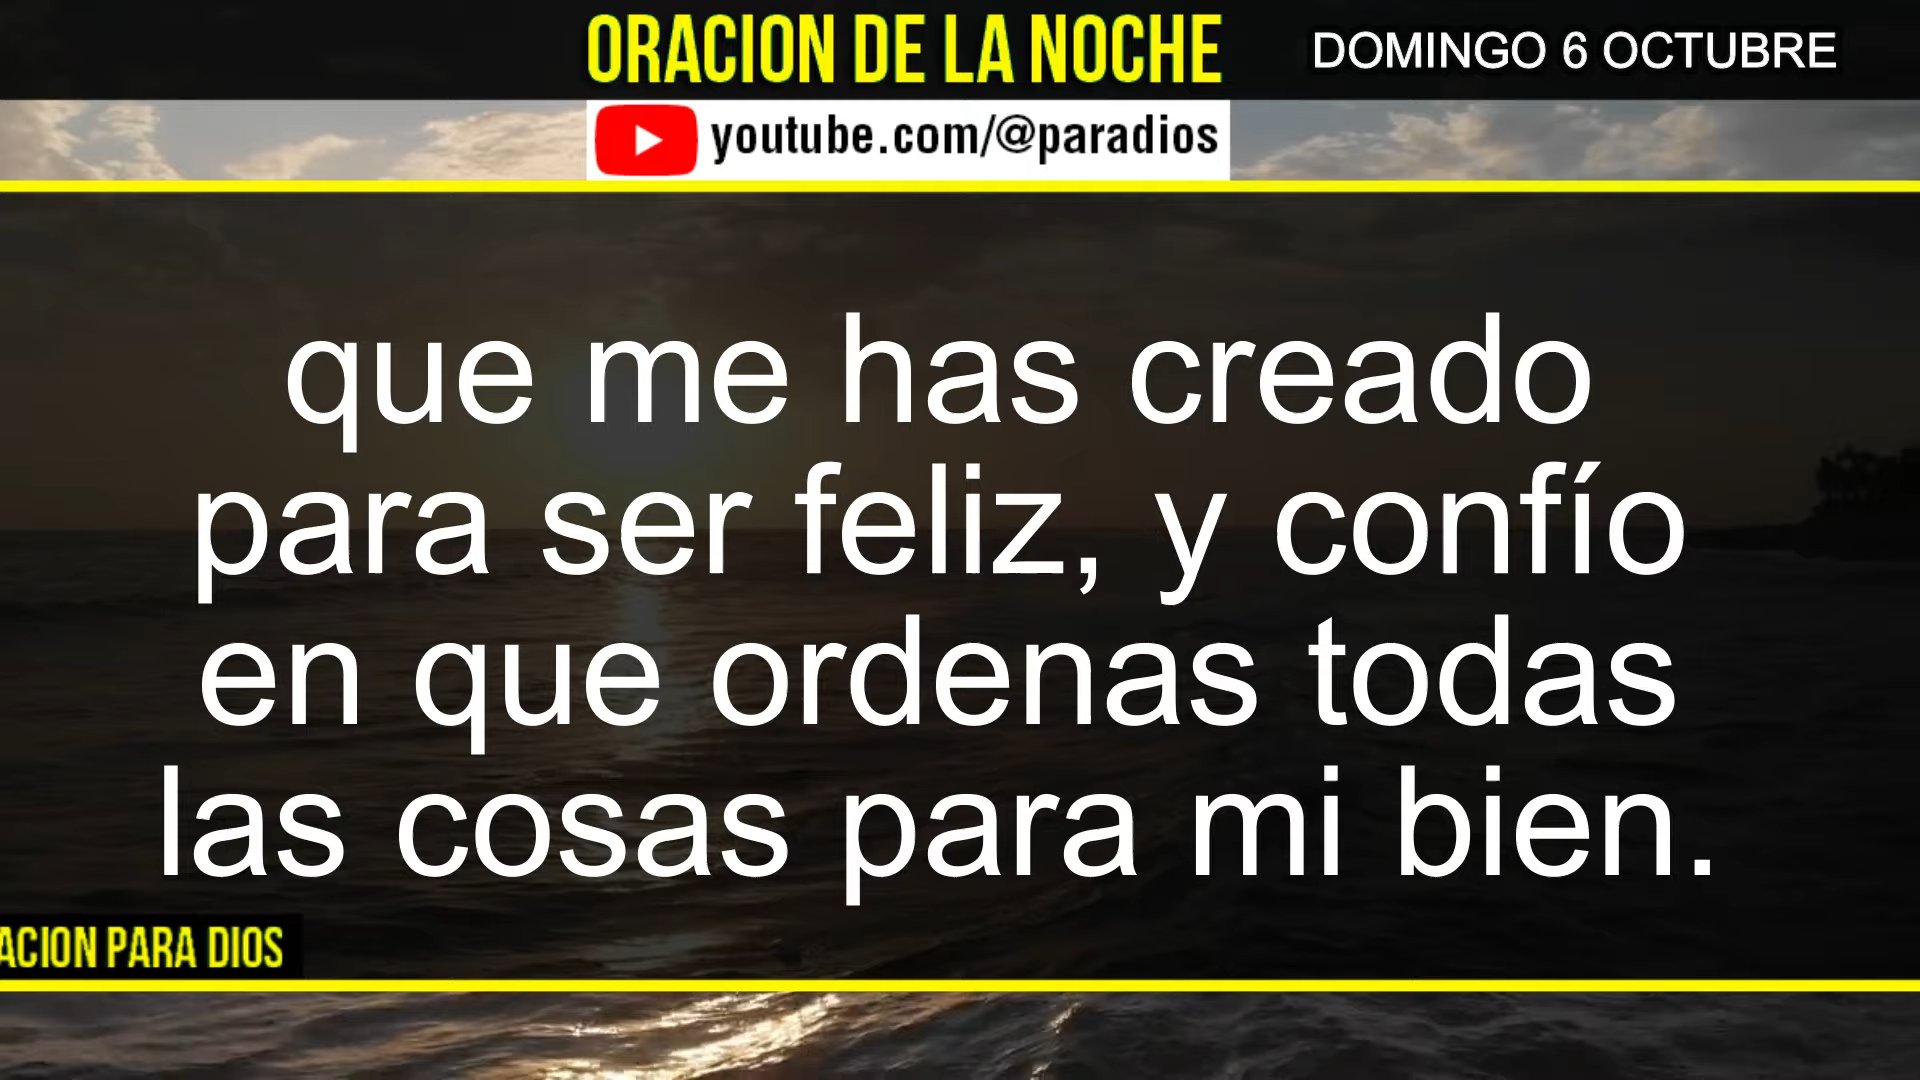 ORACION DE LA NOCHE
DOMINGO 6 OCTUBRE
youtube.com/@paradios
que me has creado
para ser feliz, y confío
en que ordenas todas
las cosas para mi bien.
ACION PARA DIOS